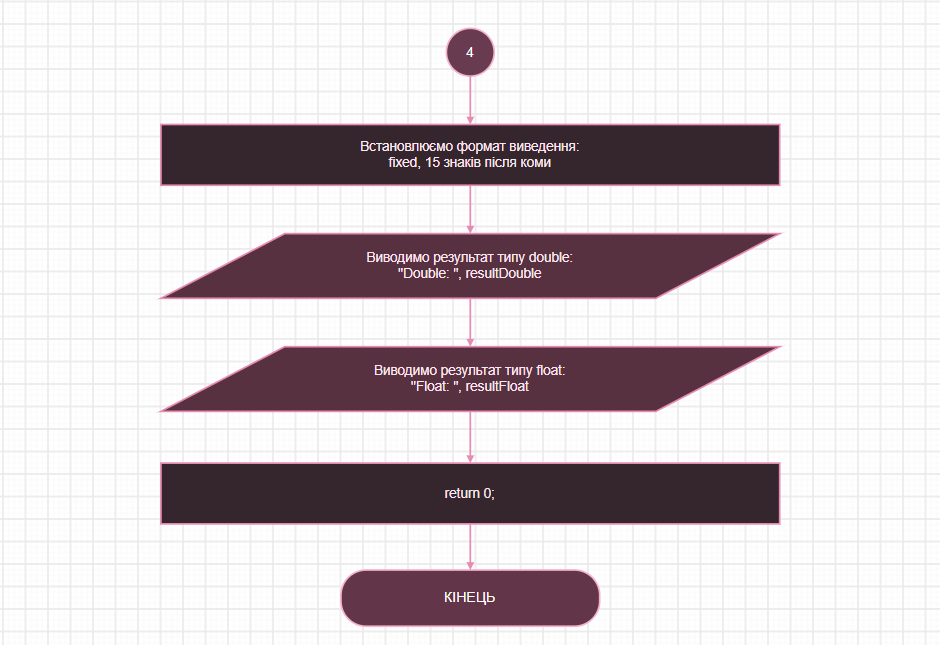 4
Встановлюємо формат виведення:
fixed, 15 знаків після коми
Виводимо результат типу double:
"Double: ", resultDouble
Виводимо результат типу float:
"Float: ", resultFloat
return 0;
КІНЕЦЬ